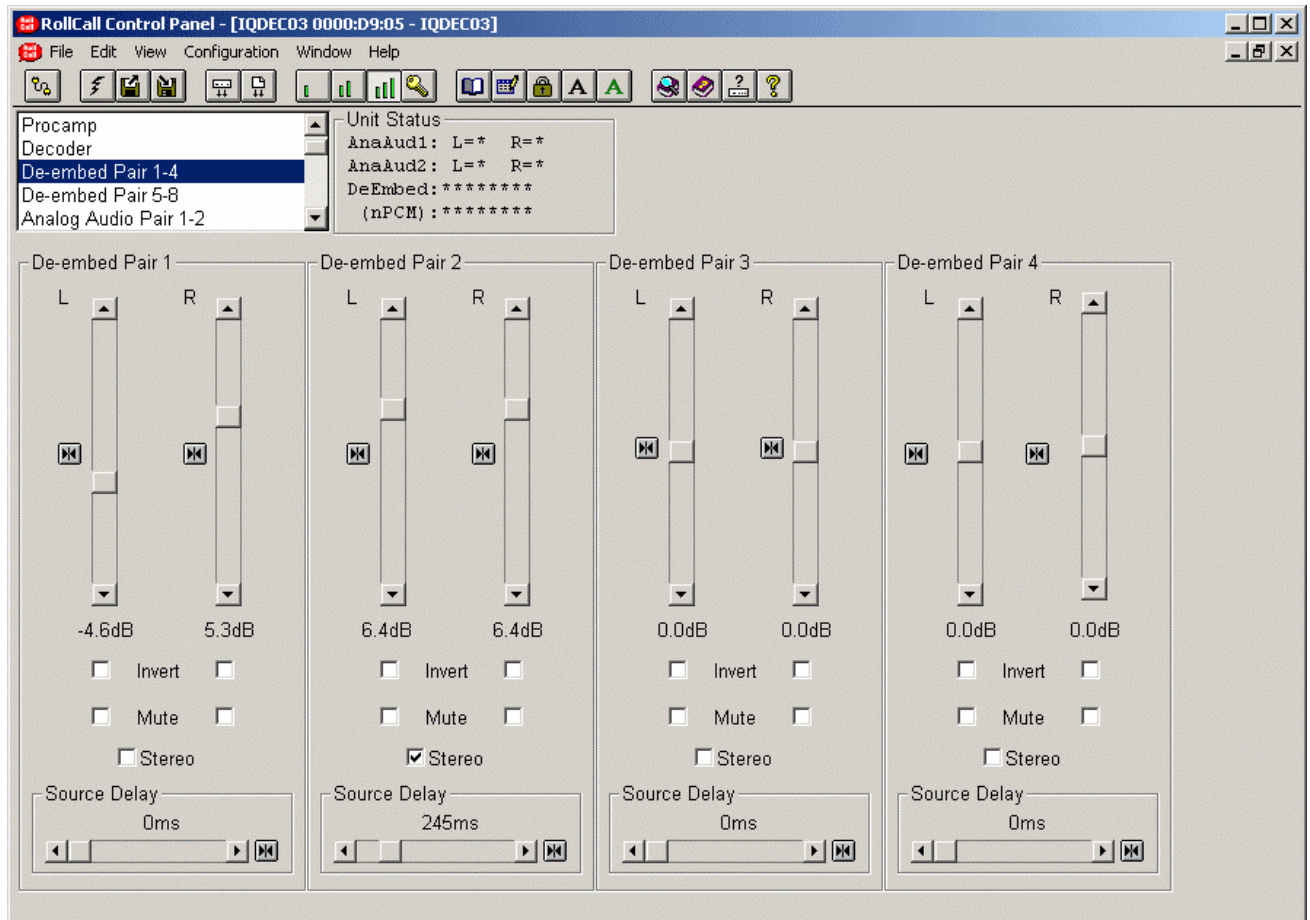 RollCall Control Panel - [IQDEC03 0000:D9:05 - IQDEC03]
File Edit View Configuration Window Help
Procamp
Decoder
De-embed Pair 1-4
De-embed Pair 5-8
Analog Audio Pair 1-2
Unit Status
AnaAud1: L=* R=*
AnaAud2: L=* R=*
DeEmbed:********
(nPCM):********
De-embed Pair 1
L R
-4.6dB 5.3dB
Invert
Mute
Stereo
Source Delay
0ms
De-embed Pair 2
L R
6.4dB 6.4dB
Invert
Mute
Stereo
Source Delay
245ms
De-embed Pair 3
L R
0.0dB 0.0dB
Invert
Mute
Stereo
Source Delay
0ms
De-embed Pair 4
L R
0.0dB 0.0dB
Invert
Mute
Stereo
Source Delay
0ms